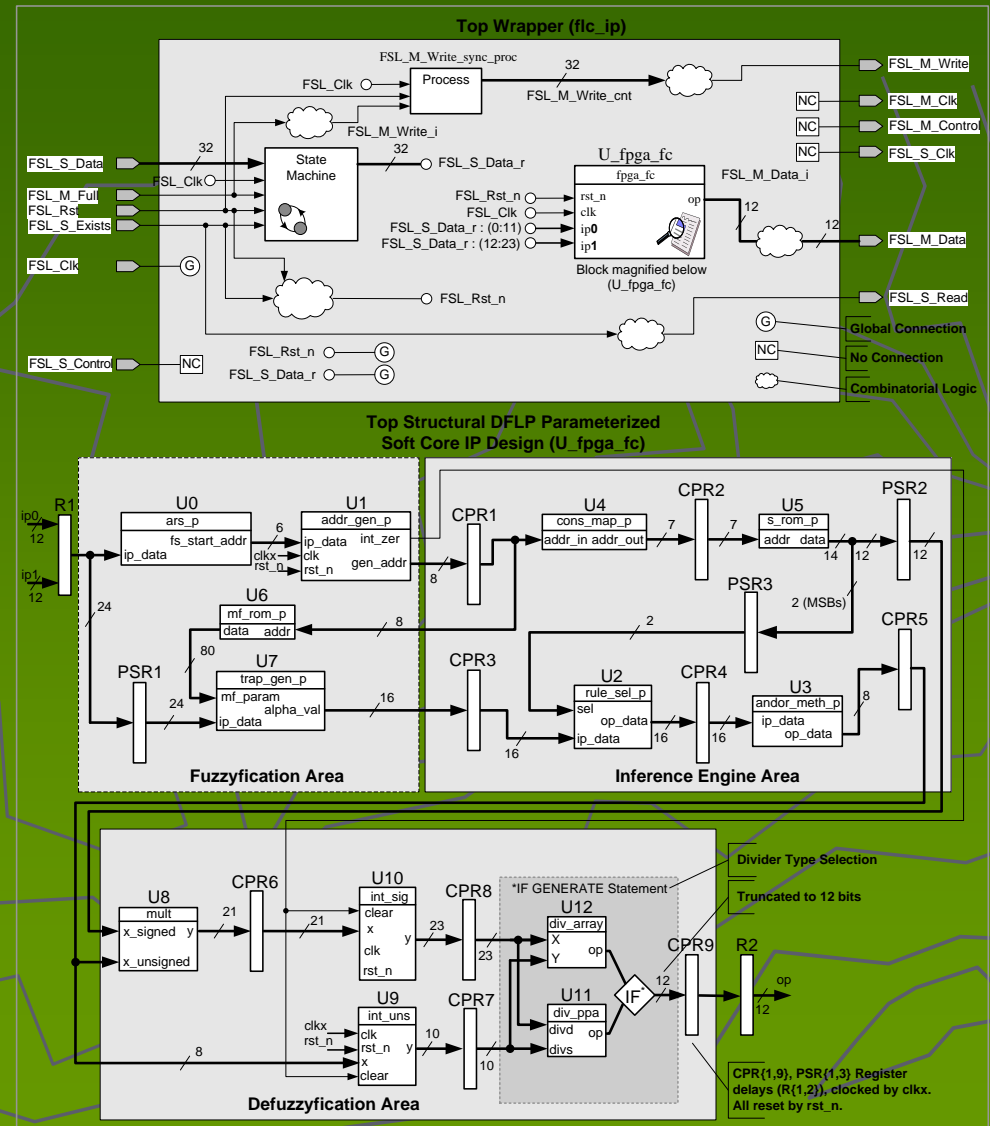 Top Wrapper (flc_ip)
FSL_M_Write_sync_proc
Process
FSL_Clk
32
FSL_M_Write_cnt
FSL_M_Write_i
FSL_M_Write
NC
FSL_M_Clk
NC
FSL_M_Control
NC
FSL_S_Clk
FSL_S_Data
32
FSL_Clk
FSL_M_Full
FSL_Rst
FSL_S_Exists
State
Machine
32
FSL_S_Data_r
U_fpga_fc
fpga_fc
rst_n
op
clk
ip0
ip1
FSL_Rst_n
FSL_Clk
FSL_S_Data_r : (0:11)
FSL_S_Data_r : (12:23)
Block magnified below
(U_fpga_fc)
FSL_M_Data_i
12
12
FSL_M_Data
FSL_Clk
G
FSL_Rst_n
FSL_S_Read
FSL_S_Control
NC
FSL_Rst_n
G
FSL_S_Data_r
G
G
Global Connection
NC
No Connection
Combinatorial Logic
Top Structural DFLP Parameterized
Soft Core IP Design (U_fpga_fc)
ip0
12
ip1
12
R1
24
U0
ars_p
fs_start_addr
ip_data
6
U1
addr_gen_p
ip_data
int_zer
clk
gen_addr
rst_n
clkx
rst_n
8
CPR1
U4
cons_map_p
addr_in addr_out
7
CPR2
7
U5
s_rom_p
addr data
14
12
PSR2
12
2 (MSBs)
U6
mf_rom_p
data addr
8
80
PSR3
2
CPR5
PSR1
24
U7
trap_gen_p
mf_param
alpha_val
ip_data
16
CPR3
16
U2
rule_sel_p
sel
op_data
ip_data
16
CPR4
16
U3
andor_meth_p
ip_data
op_data
8
Fuzzyfication Area
Inference Engine Area
U8
mult
x_signed y
x_unsigned
21
CPR6
21
U10
int_sig
clear
x
y
clk
rst_n
23
CPR8
23
*IF GENERATE Statement
Divider Type Selection
Truncated to 12 bits
U12
div_array
X
op
Y
U11
div_ppa
divd
op
divs
IF*
12
CPR9
R2
12
op
U9
int_uns
clk
rst_n
y
x
clear
clkx
rst_n
8
10
CPR7
10
Defuzzyfication Area
CPR{1,9}, PSR{1,3} Register
delays (R{1,2}), clocked by clkx.
All reset by rst_n.